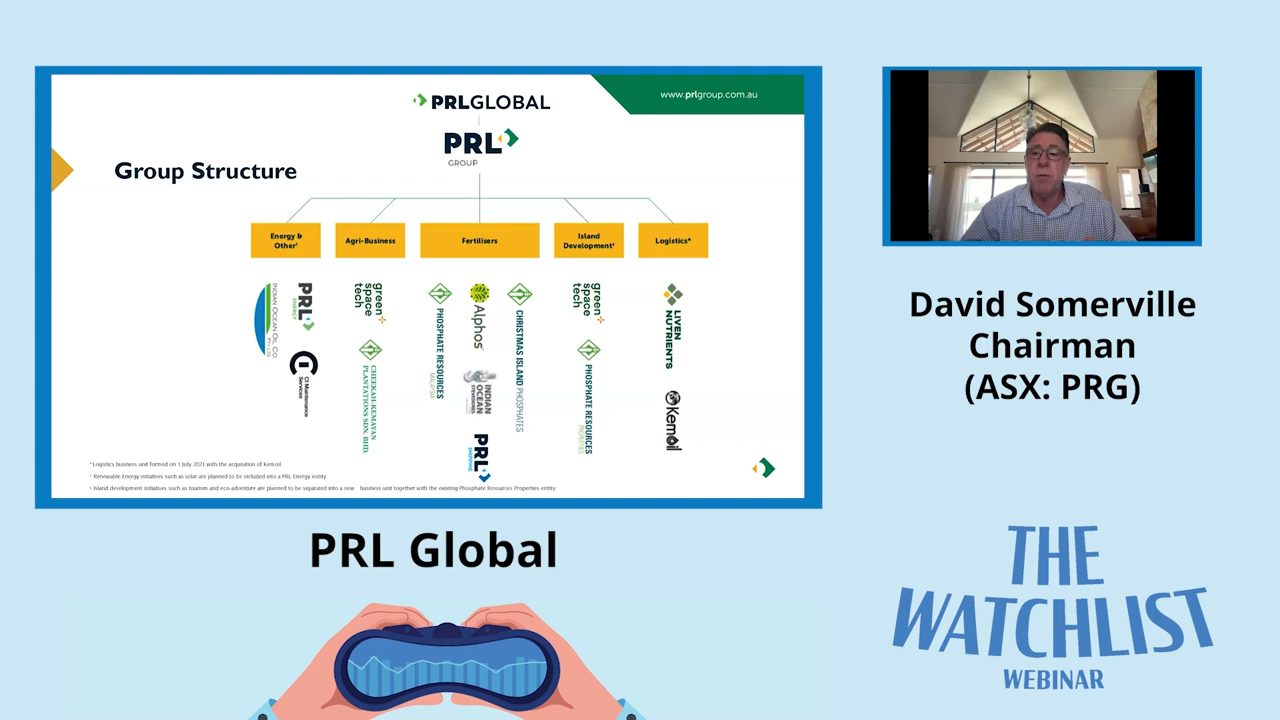 PRLGLOBAL
www.prlgroup.com.au
PRL
GROUP
Group Structure
Energy &
Other¹
Agri-Business
Fertilisers
Island
Development²
Logistics*
INDIAN OCEAN OIL CO.
PTY LTD
PRL
ENERGY
CI Maintenance
Services
green
space
tech
CHEEKAH-KEMAYAN
PLANTATIONS SDN. BHD.
PHOSPHATE RESOURCES
MALAYSIA
Alphos
INDIAN
OCEAN
STEVEDORES
PRL
SHIPPING
CHRISTMAS ISLAND
PHOSPHATES
green
space
tech
PHOSPHATE RESOURCES
PROPERTIES
LIVEN
NUTRIENTS
Kemoil
* Logistics business unit formed on 1 July 2021 with the acquisition of Kemoil.
¹ Renewable Energy initiatives such as solar are planned to be included into a PRL Energy entity.
² Island development initiatives such as tourism and eco-adventure are planned to be separated into a new business unit together with the existing Phosphate Resources Properties entity.
David Somerville
Chairman
(ASX: PRG)
PRL Global
THE
WATCHLIST
WEBINAR